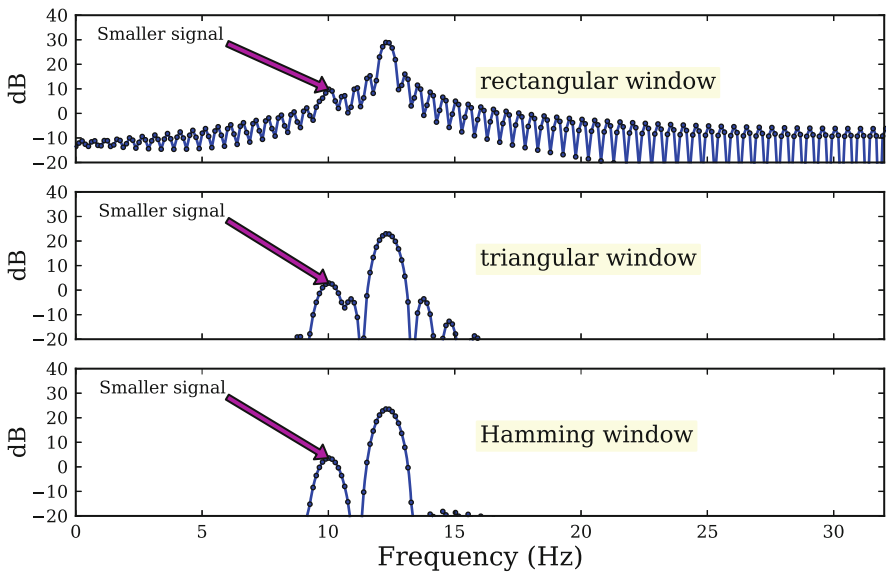 40
30
20
10
0
−10
−20
dB
Smaller signal
rectangular window
40
30
20
10
0
−10
−20
dB
Smaller signal
triangular window
40
30
20
10
0
−10
−20
dB
Smaller signal
Hamming window
0 5 10 15 20 25 30
Frequency (Hz)